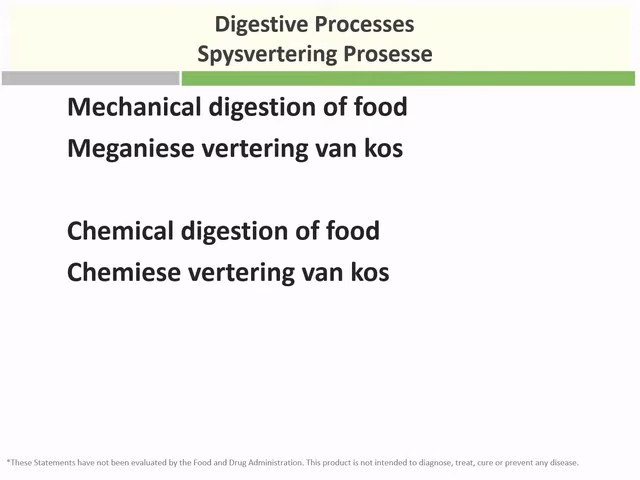 Digestive Processes
Spysvertering Prosesse
Mechanical digestion of food
Meganiese vertering van kos
Chemical digestion of food
Chemiese vertering van kos
*These Statements have not been evaluated by the Food and Drug Administration. This product is not intended to diagnose, treat, cure or prevent any disease.